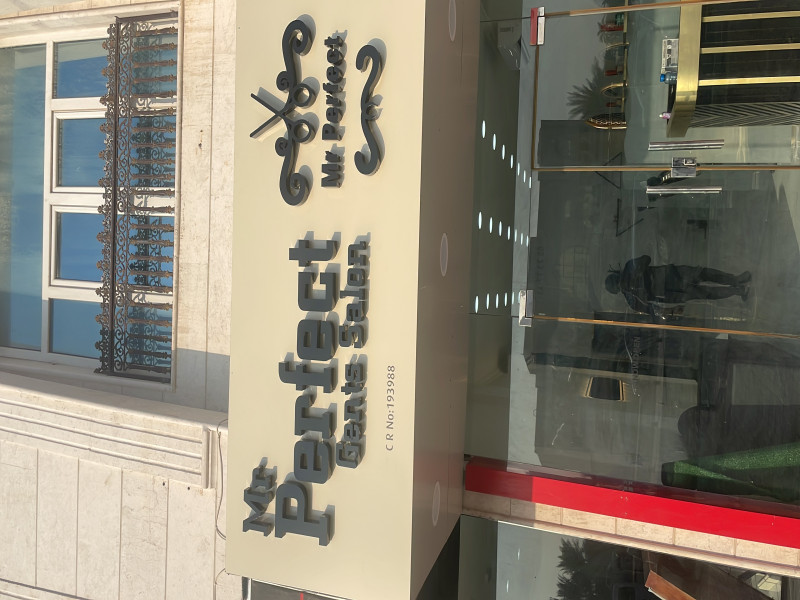 Mr.
Perfect
Gents Salon
C R No:193988
Mr Perfect